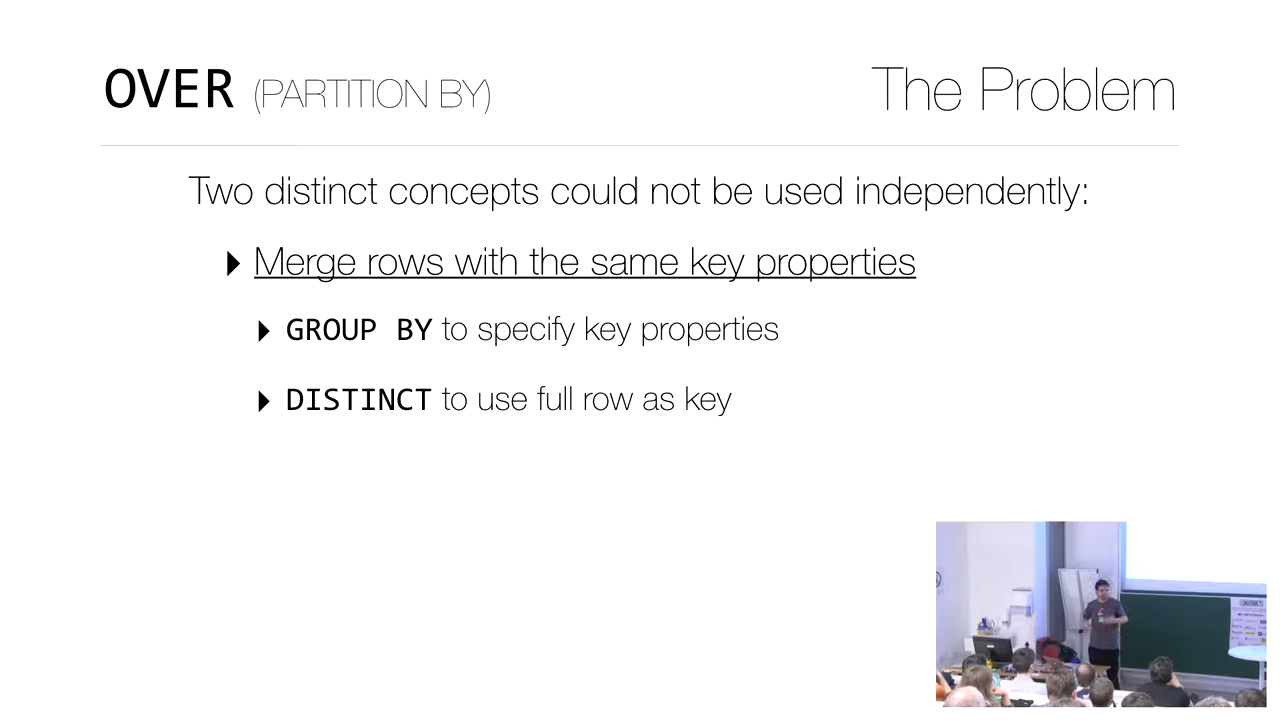 OVER (PARTITION BY)
The Problem
Two distinct concepts could not be used independently:
Merge rows with the same key properties
GROUP BY to specify key properties
DISTINCT to use full row as key